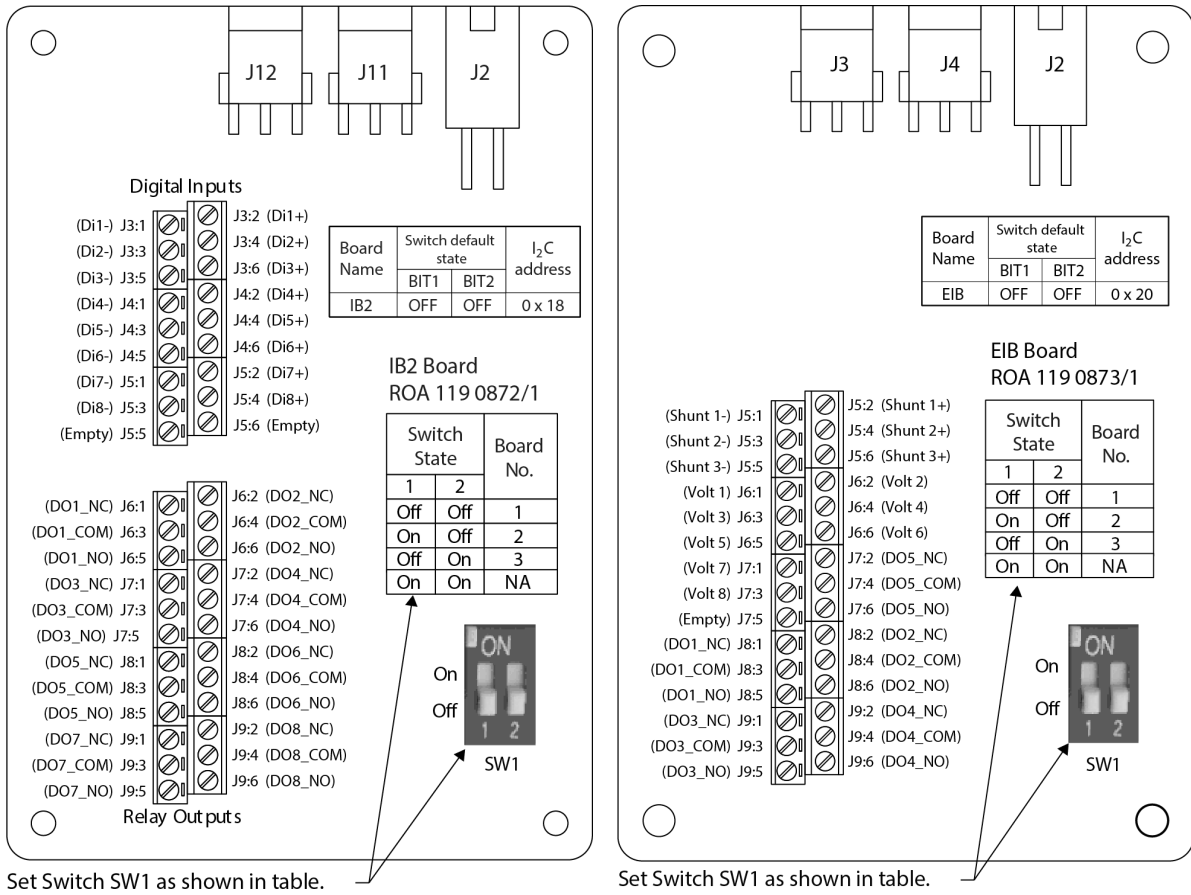 J12 J11 J2
Digital Inputs
(Di1-) J3:1 J3:2 (Di1+)
(Di2-) J3:3 J3:4 (Di2+)
(Di3-) J3:5 J3:6 (Di3+)
(Di4-) J4:1 J4:2 (Di4+)
(Di5-) J4:3 J4:4 (Di5+)
(Di6-) J4:5 J4:6 (Di6+)
(Di7-) J5:1 J5:2 (Di7+)
(Di8-) J5:3 J5:4 (Di8+)
(Empty) J5:5 J5:6 (Empty)
Board Name Switch default state I2C address
BIT1 BIT2
IB2 OFF OFF 0 x 18
IB2 Board
ROA 119 0872/1
Switch State Board No.
1 2
Off Off 1
On Off 2
Off On 3
On On NA
(DO1_NC) J6:1 J6:2 (DO2_NC)
(DO1_COM) J6:3 J6:4 (DO2_COM)
(DO1_NO) J6:5 J6:6 (DO2_NO)
(DO3_NC) J7:1 J7:2 (DO4_NC)
(DO3_COM) J7:3 J7:4 (DO4_COM)
(DO3_NO) J7:5 J7:6 (DO4_NO)
(DO5_NC) J8:1 J8:2 (DO6_NC)
(DO5_COM) J8:3 J8:4 (DO6_COM)
(DO5_NO) J8:5 J8:6 (DO6_NO)
(DO7_NC) J9:1 J9:2 (DO8_NC)
(DO7_COM) J9:3 J9:4 (DO8_COM)
(DO7_NO) J9:5 J9:6 (DO8_NO)
Relay Outputs
ON
On
Off
1 2
SW1
Set Switch SW1 as shown in table.
J3 J4 J2
Board Name Switch default state I2C address
BIT1 BIT2
EIB OFF OFF 0 x 20
EIB Board
ROA 119 0873/1
Switch State Board No.
1 2
Off Off 1
On Off 2
Off On 3
On On NA
(Shunt 1-) J5:1 J5:2 (Shunt 1+)
(Shunt 2-) J5:3 J5:4 (Shunt 2+)
(Shunt 3-) J5:5 J5:6 (Shunt 3+)
(Volt 1) J6:1 J6:2 (Volt 2)
(Volt 3) J6:3 J6:4 (Volt 4)
(Volt 5) J6:5 J6:6 (Volt 6)
(Volt 7) J7:1 J7:2 (DO5_NC)
(Volt 8) J7:3 J7:4 (DO5_COM)
(Empty) J7:5 J7:6 (DO5_NO)
(DO1_NC) J8:1 J8:2 (DO2_NC)
(DO1_COM) J8:3 J8:4 (DO2_COM)
(DO1_NO) J8:5 J8:6 (DO2_NO)
(DO3_NC) J9:1 J9:2 (DO4_NC)
(DO3_COM) J9:3 J9:4 (DO4_COM)
(DO3_NO) J9:5 J9:6 (DO4_NO)
ON
On
Off
1 2
SW1
Set Switch SW1 as shown in table.